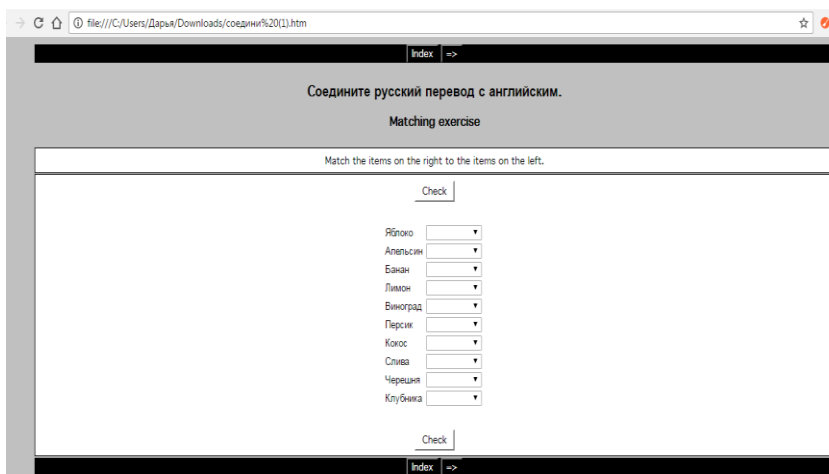 file:///C:/Users/Дарья/Downloads/соедини%20(1).htm
Index =>
Соедините русский перевод с английским.
Matching exercise
Match the items on the right to the items on the left.
Check
Яблоко
Апельсин
Банан
Лимон
Виноград
Персик
Кокос
Слива
Черешня
Клубника
Check
Index =>